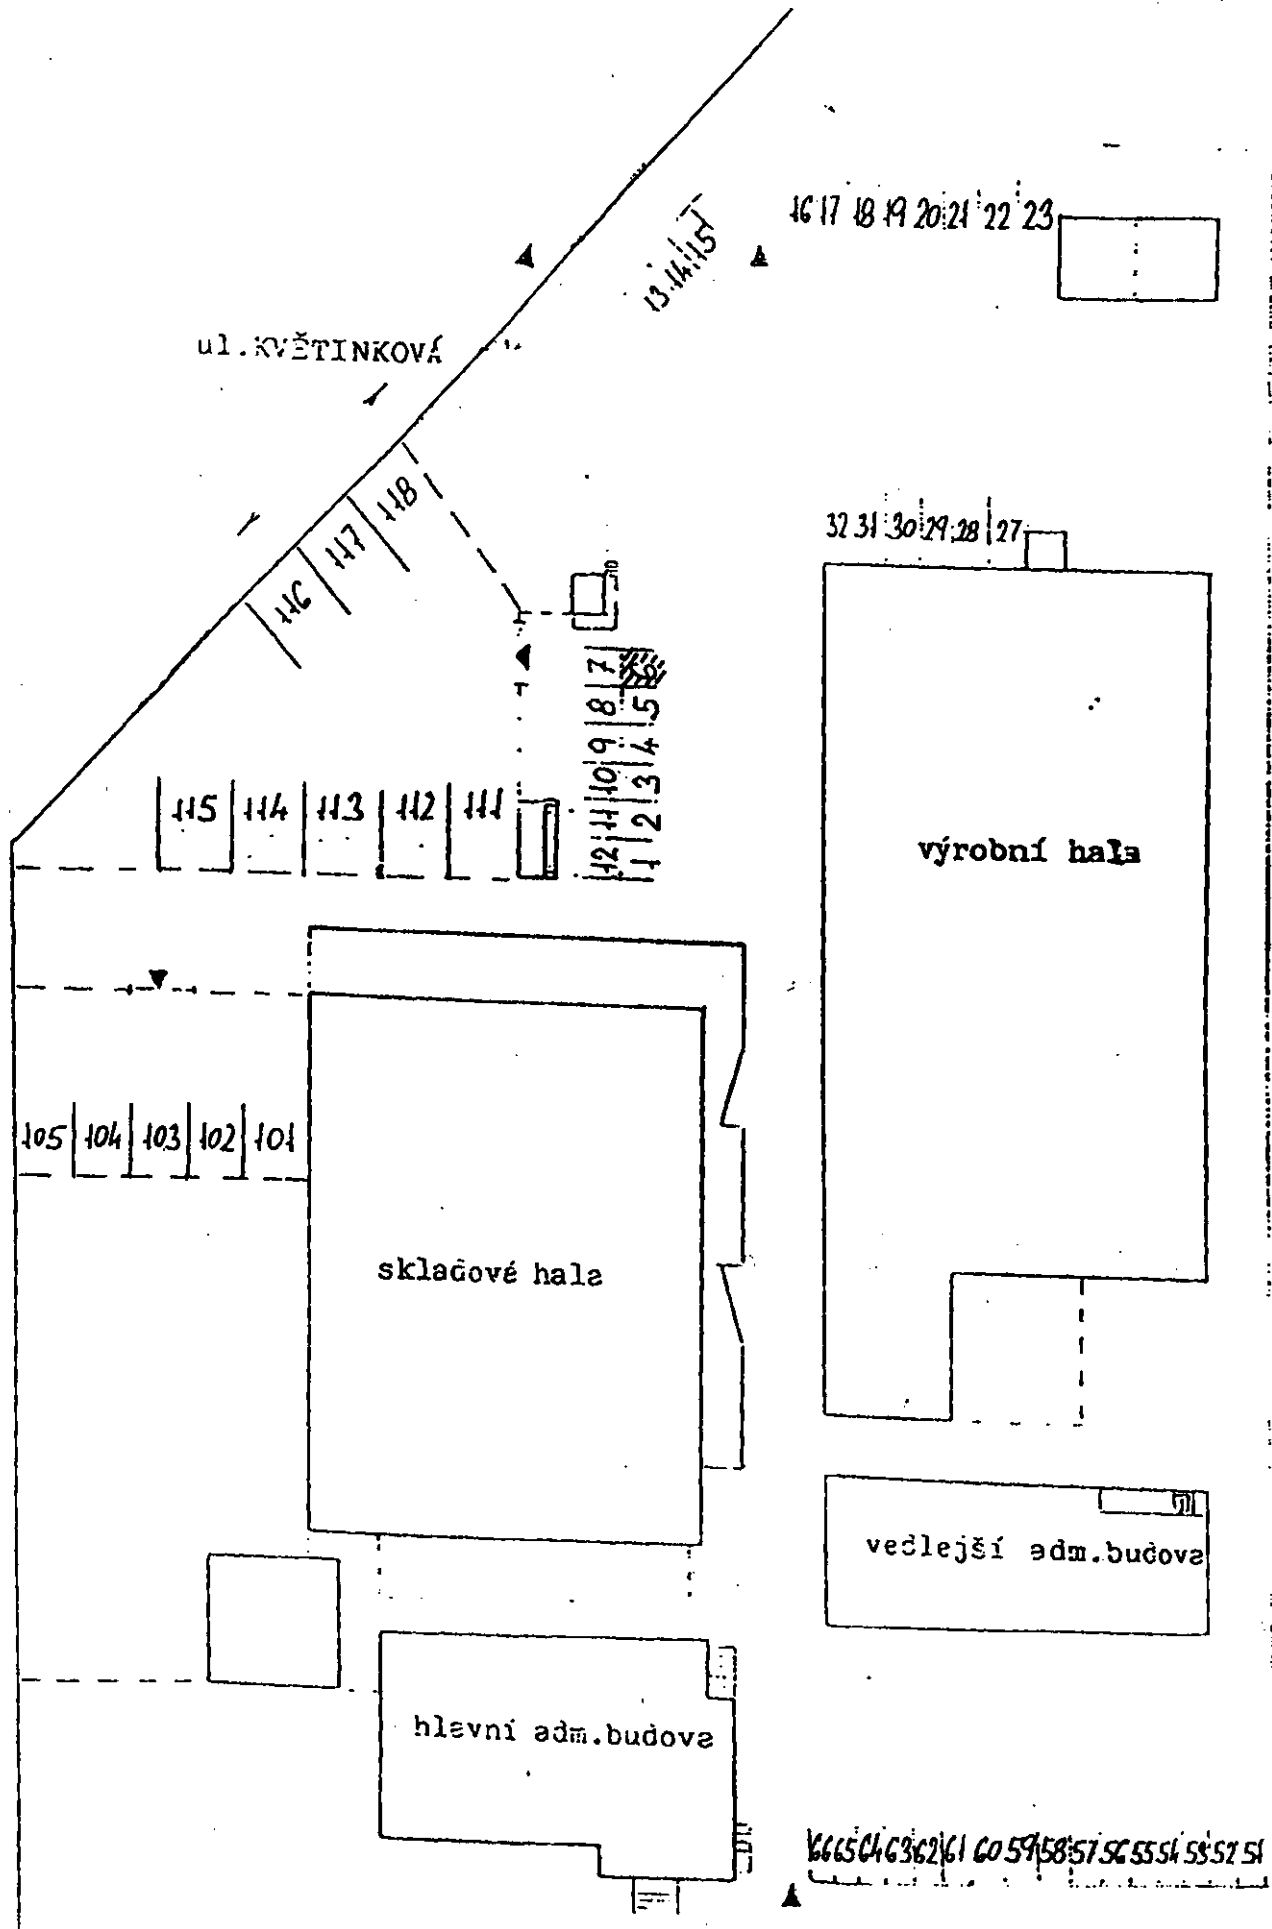 16 17 18 19 20 21 22 23
13 14 15
ul.KVĚTINKOVÁ
32 31 30 29 28 27
118
117
116
7 6
8 5
9 4
10 3
11 2
12 1
115 114 113 112 111
výrobní hala
105 104 103 102 101
skladové hala
vedlejší adm.budova
hlavní adm.budova
66 65 64 63 62 61 60 59 58 57 56 55 54 53 52 51